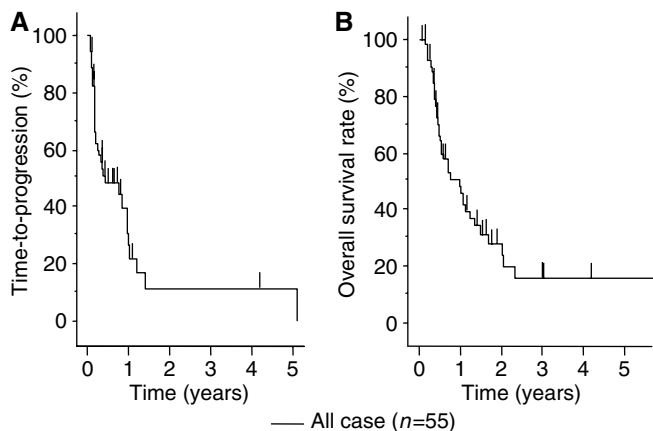 A
Time-to-progression (%)
100
80
60
40
20
0
0 1 2 3 4 5
Time (years)
B
Overall survival rate (%)
100
80
60
40
20
0
0 1 2 3 4 5
Time (years)
All case (n=55)